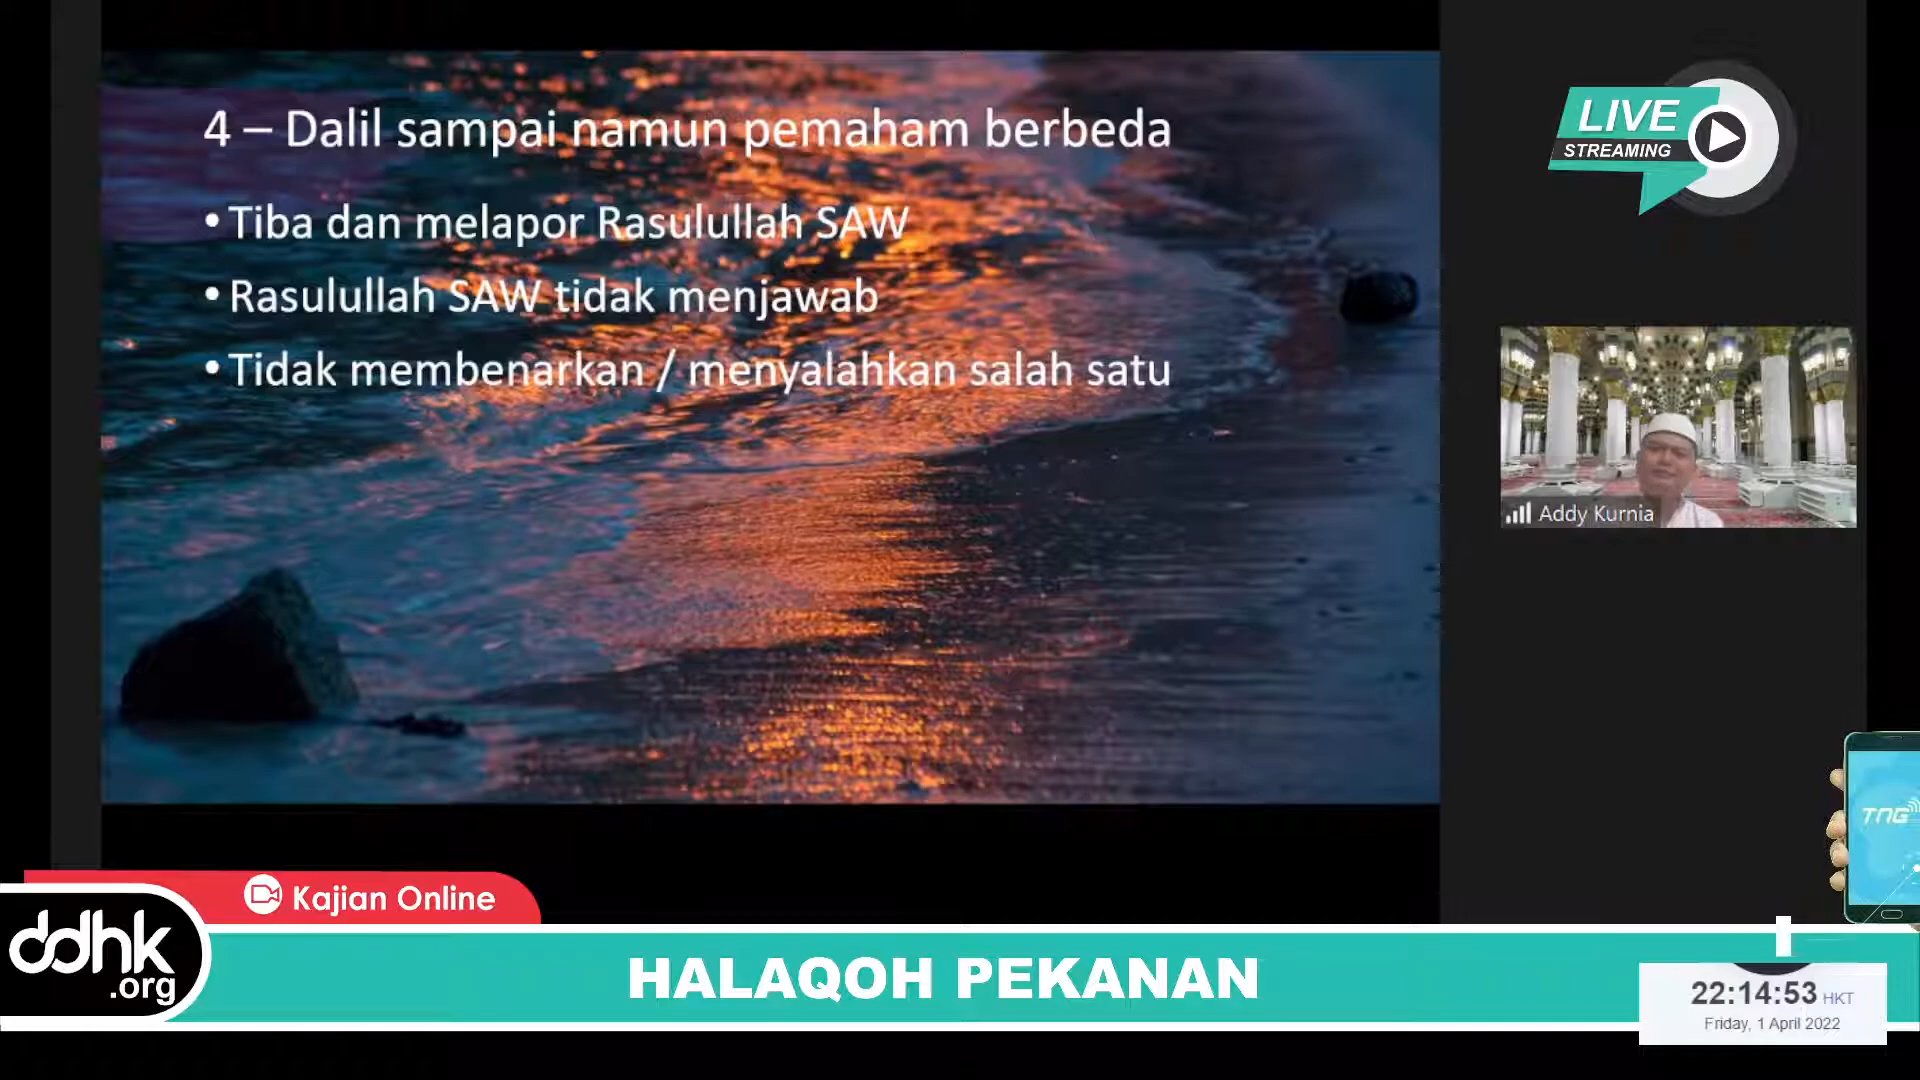 4 – Dalil sampai namun pemaham berbeda
• Tiba dan melapor Rasulullah SAW
• Rasulullah SAW tidak menjawab
• Tidak membenarkan / menyalahkan salah satu
LIVE
STREAMING
Addy Kurnia
TNG
Kajian Online
ddhk
.org
HALAQOH PEKANAN
22:14:53 HKT
Friday, 1 April 2022